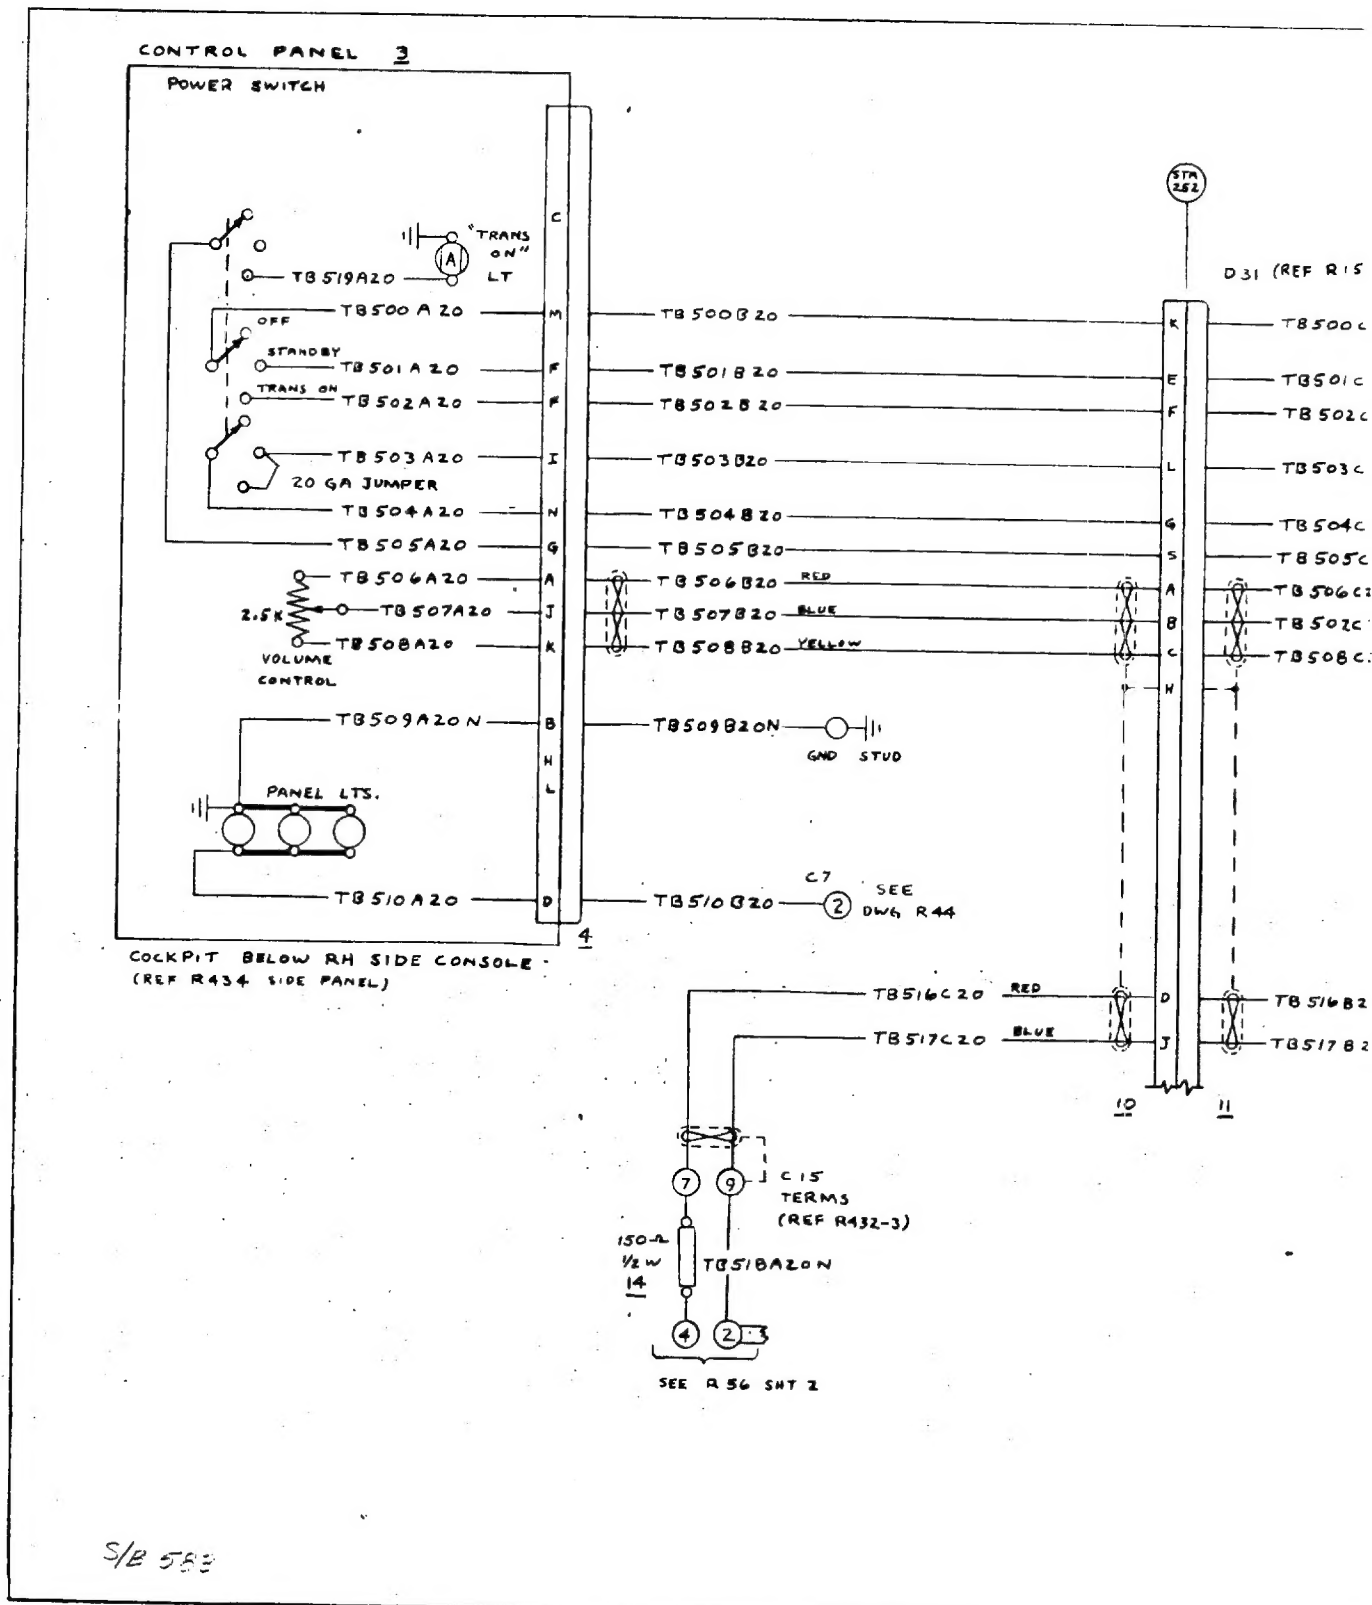 CONTROL PANEL 3
POWER SWITCH
STA
252
C
"TRANS
ON"
LT
A
TB519A20
D31 (REF R15
TB500A20 M TB500B20 K TB500C
OFF
STANDBY
TB501A20 F TB501B20 E TB501C
TRANS ON
TB502A20 F TB502B20 F TB502C
TB503A20 I TB503B20 L TB503C
20 GA JUMPER
TB504A20 N TB504B20 G TB504C
TB505A20 G TB505B20 S TB505C
TB506A20 A TB506B20 RED A TB506C2
2.5K TB507A20 J TB507B20 BLUE B TB502C
TB508A20 K TB508B20 YELLOW C TB508C
VOLUME
CONTROL
H
TB509A20N B TB509B20N
GND STUD
H
L
PANEL LTS.
C7
TB510A20 D TB510B20 2 SEE
DWG R44
4
COCKPIT BELOW RH SIDE CONSOLE
(REF R434 SIDE PANEL)
TB516C20 RED D TB516B2
TB517C20 BLUE J TB517B2
10 11
7 9 C15
TERMS
(REF R432-3)
150Ω
1/2 W
14
TB518A20N
4 2
SEE R56 SHT 2
S/B 583